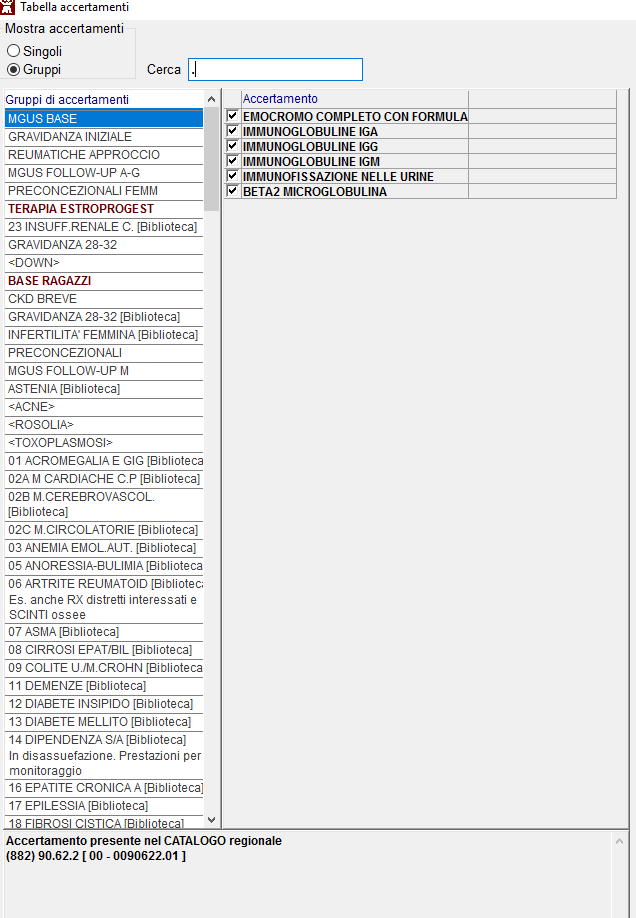 Tabella accertamenti
Mostra accertamenti
Singoli
Gruppi
Cerca
.
Gruppi di accertamenti
MGUS BASE
GRAVIDANZA INIZIALE
REUMATICHE APPROCCIO
MGUS FOLLOW-UP A-G
PRECONCEZIONALI FEMM
TERAPIA ESTROPROGEST
23 INSUFF.RENALE C. [Biblioteca]
GRAVIDANZA 28-32
<DOWN>
BASE RAGAZZI
CKD BREVE
GRAVIDANZA 28-32 [Biblioteca]
INFERTILITA' FEMMINA [Biblioteca]
PRECONCEZIONALI
MGUS FOLLOW-UP M
ASTENIA [Biblioteca]
<ACNE>
<ROSOLIA>
<TOXOPLASMOSI>
01 ACROMEGALIA E GIG [Biblioteca
02A M CARDIACHE C.P [Biblioteca]
02B M.CEREBROVASCOL.
[Biblioteca]
02C M.CIRCOLATORIE [Biblioteca]
03 ANEMIA EMOL.AUT. [Biblioteca]
05 ANORESSIA-BULIMIA [Biblioteca
06 ARTRITE REUMATOID [Biblioteca
Es. anche RX distretti interessati e
SCINTI ossee
07 ASMA [Biblioteca]
08 CIRROSI EPAT/BIL [Biblioteca]
09 COLITE U./M.CROHN [Biblioteca]
11 DEMENZE [Biblioteca]
12 DIABETE INSIPIDO [Biblioteca]
13 DIABETE MELLITO [Biblioteca]
14 DIPENDENZA S/A [Biblioteca]
In disassuefazione. Prestazioni per
monitoraggio
16 EPATITE CRONICA A [Biblioteca]
17 EPILESSIA [Biblioteca]
18 FIBROSI CISTICA [Biblioteca]
Accertamento
EMOCROMO COMPLETO CON FORMULA
IMMUNOGLOBULINE IGA
IMMUNOGLOBULINE IGG
IMMUNOGLOBULINE IGM
IMMUNOFISSAZIONE NELLE URINE
BETA2 MICROGLOBULINA
Accertamento presente nel CATALOGO regionale
(882) 90.62.2 [ 00 - 0090622.01 ]